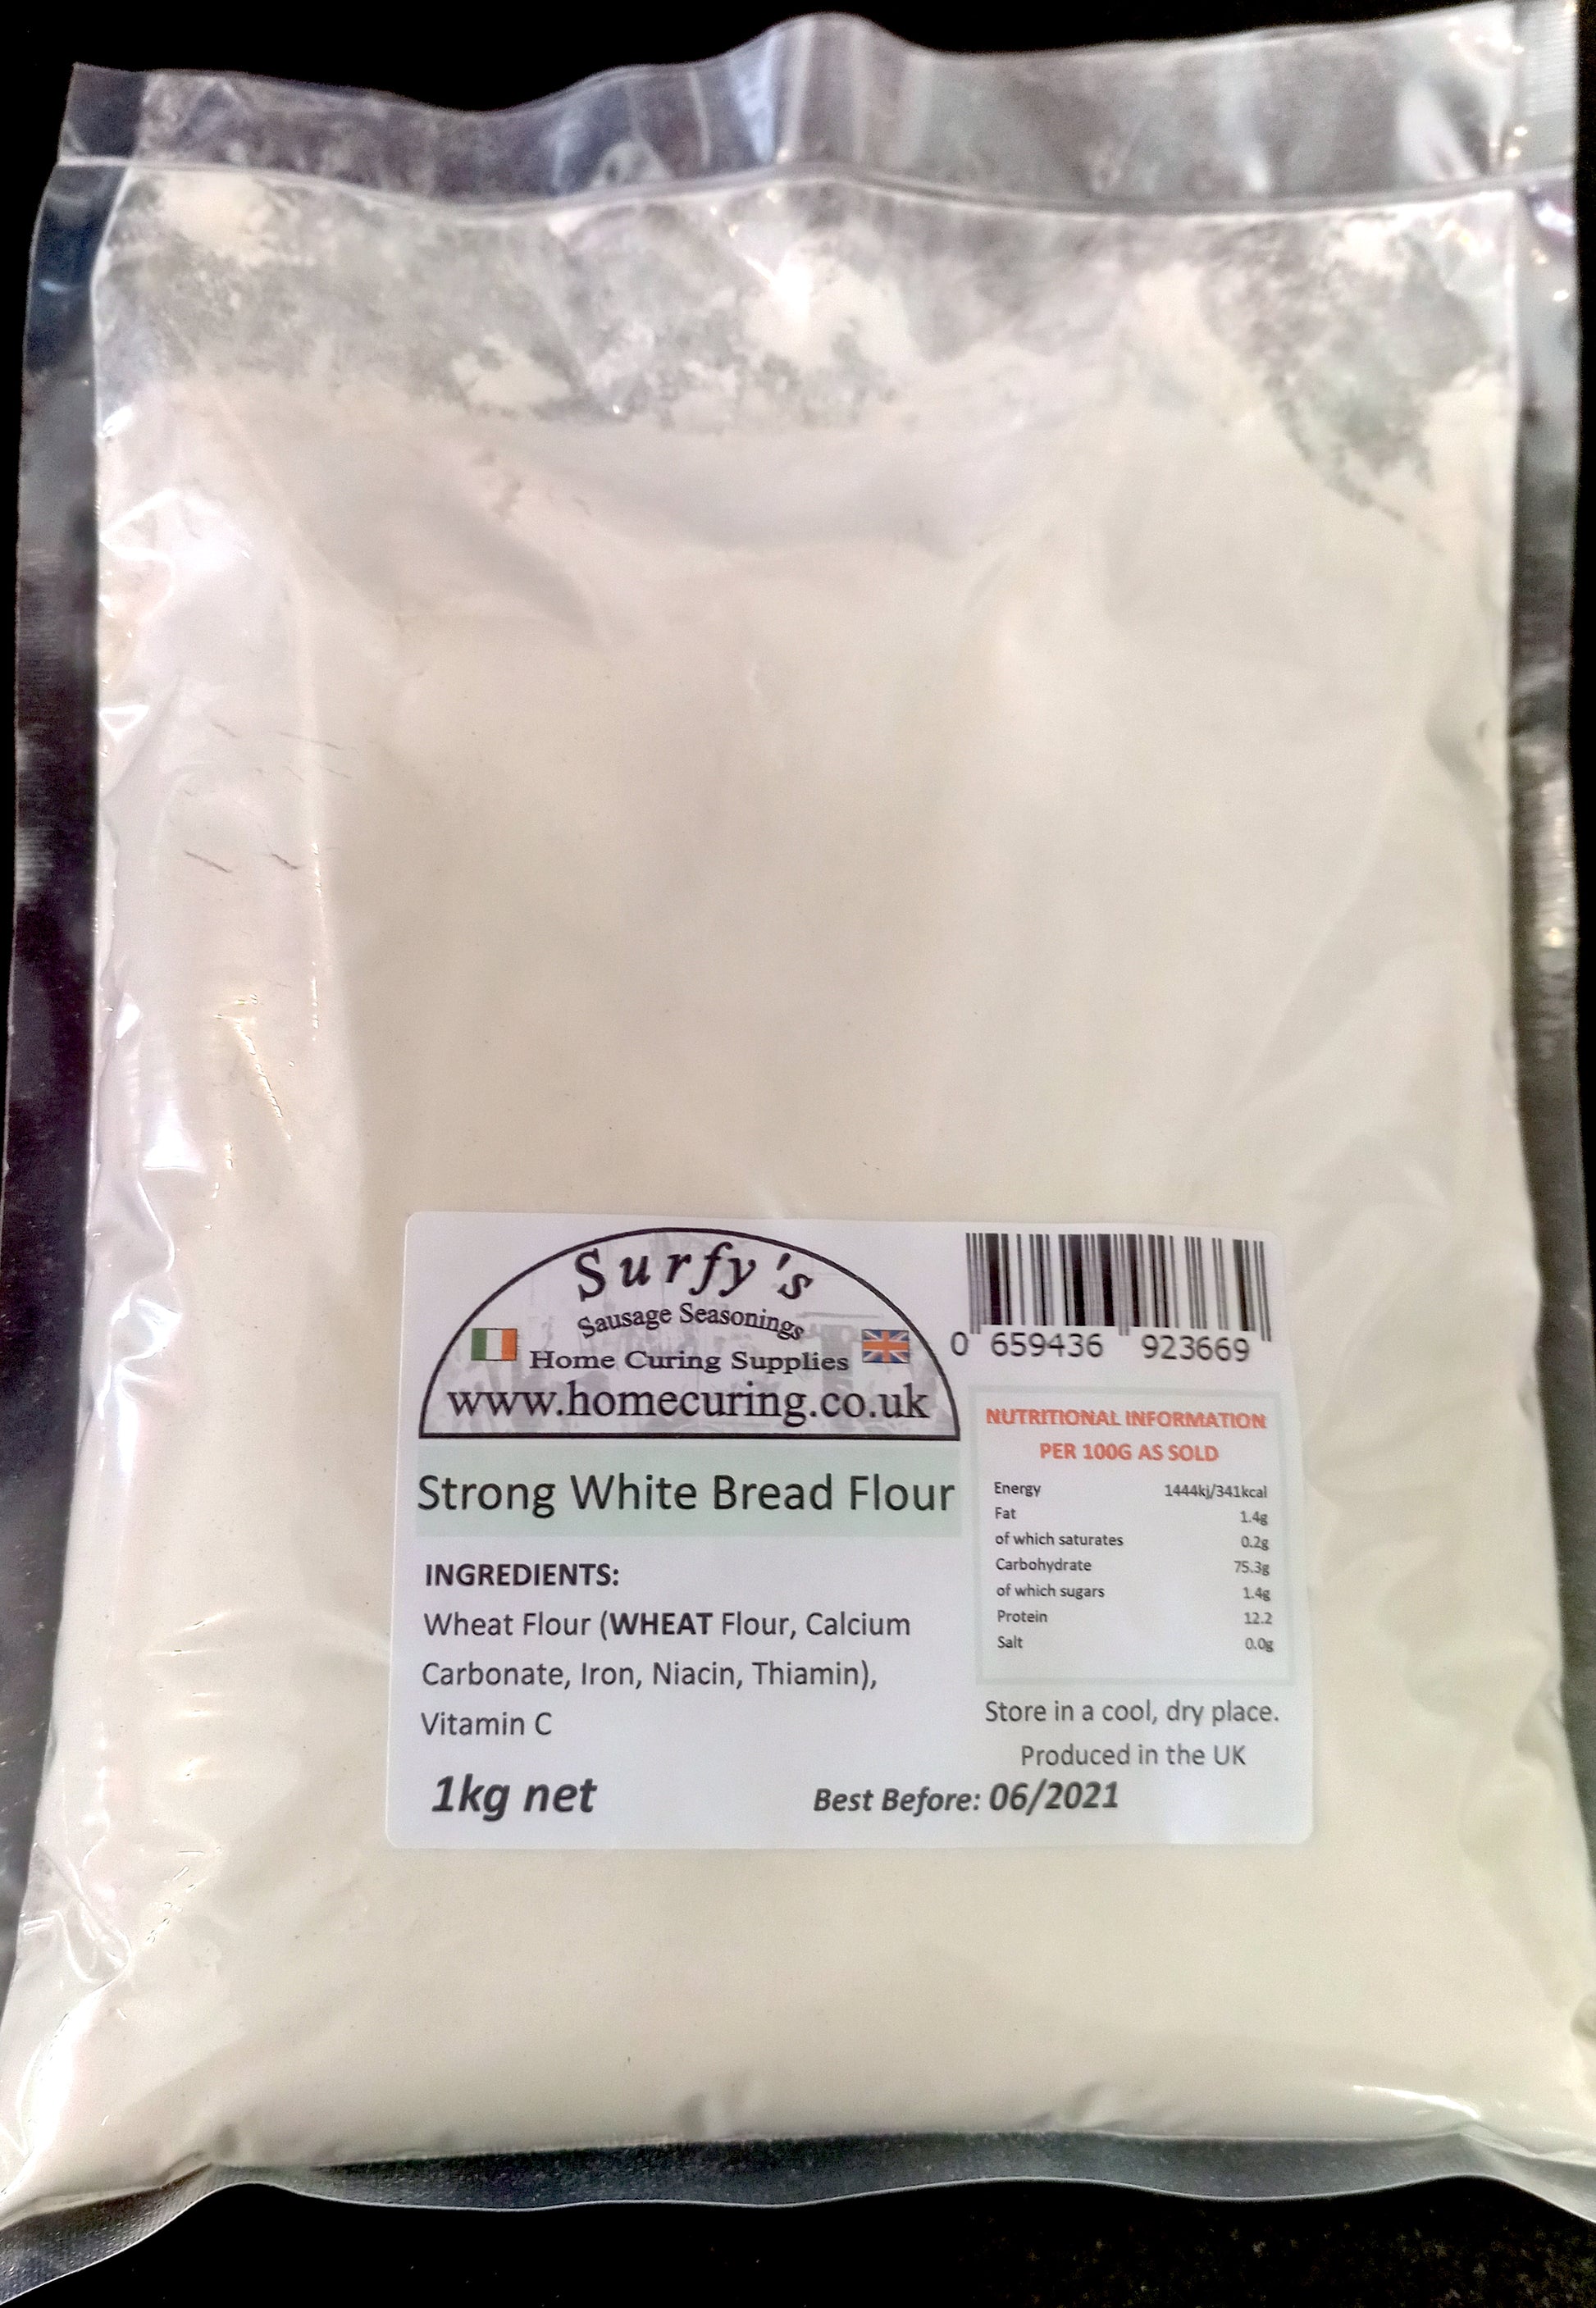 Surfy's
Sausage Seasonings
Home Curing Supplies
www.homecuring.co.uk
Strong White Bread Flour
INGREDIENTS:
Wheat Flour (WHEAT Flour, Calcium
Carbonate, Iron, Niacin, Thiamin),
Vitamin C
1kg net
0 659436 923669
NUTRITIONAL INFORMATION
PER 100G AS SOLD
Energy 1444kj/341kcal
Fat 1.4g
of which saturates 0.2g
Carbohydrate 75.3g
of which sugars 1.4g
Protein 12.2
Salt 0.0g
Store in a cool, dry place.
Produced in the UK
Best Before: 06/2021